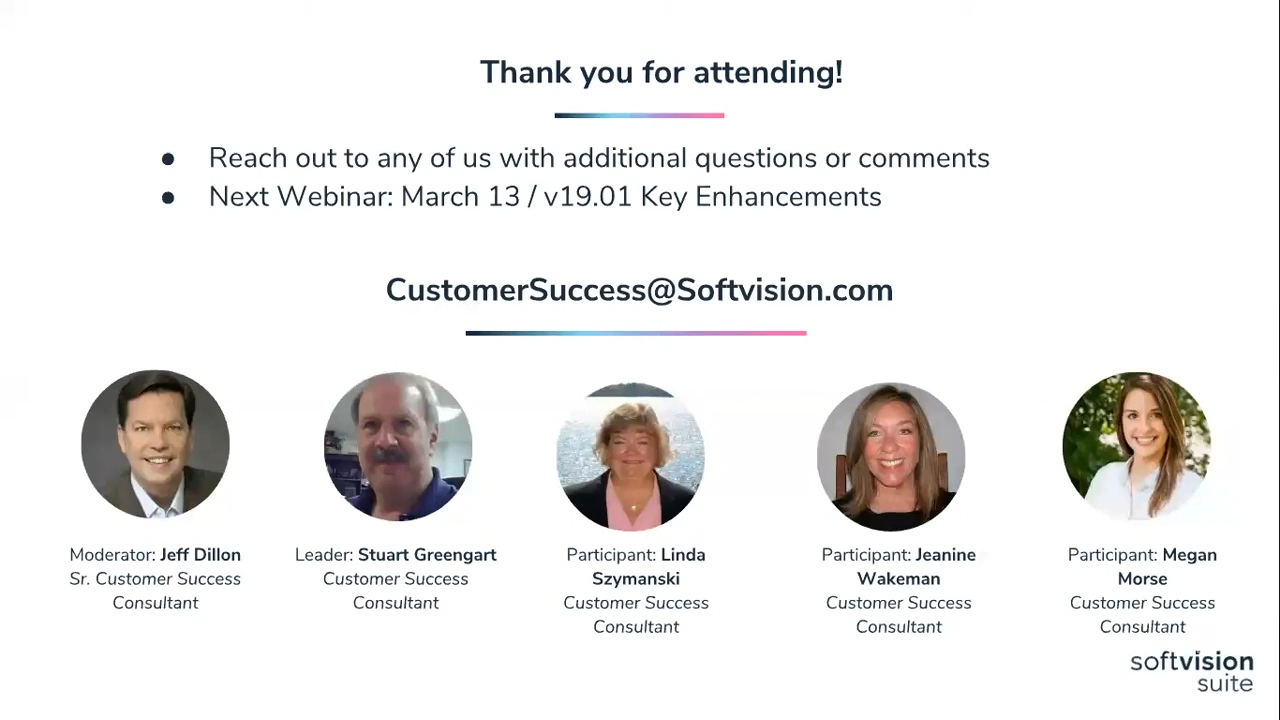 Thank you for attending!
● Reach out to any of us with additional questions or comments
● Next Webinar: March 13 / v19.01 Key Enhancements
CustomerSuccess@Softvision.com
Moderator: Jeff Dillon
Sr. Customer Success
Consultant
Leader: Stuart Greengart
Customer Success
Consultant
Participant: Linda
Szymanski
Customer Success
Consultant
Participant: Jeanine
Wakeman
Customer Success
Consultant
Participant: Megan
Morse
Customer Success
Consultant
softvision
suite